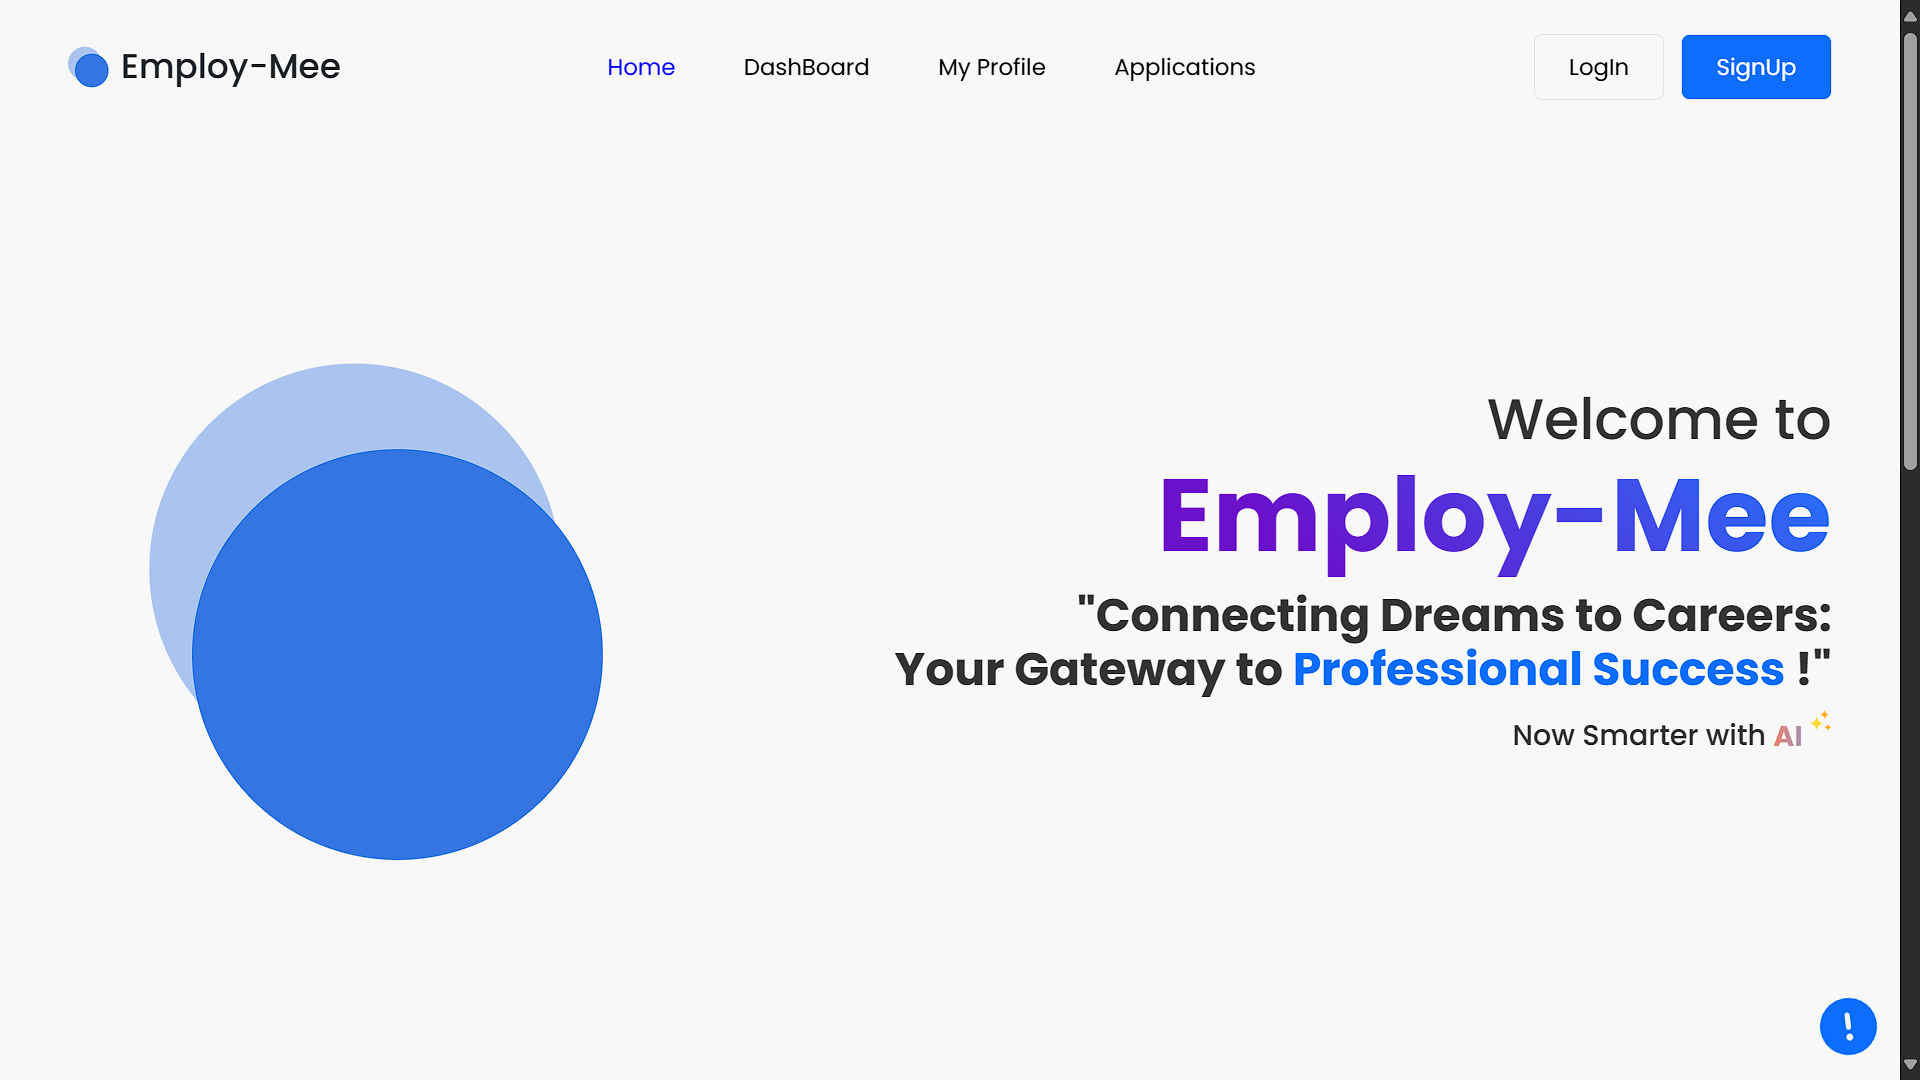 Employ-Mee
Home
DashBoard
My Profile
Applications
LogIn
SignUp
Welcome to
Employ-Mee
"Connecting Dreams to Careers:
Your Gateway to Professional Success !"
Now Smarter with AI
!